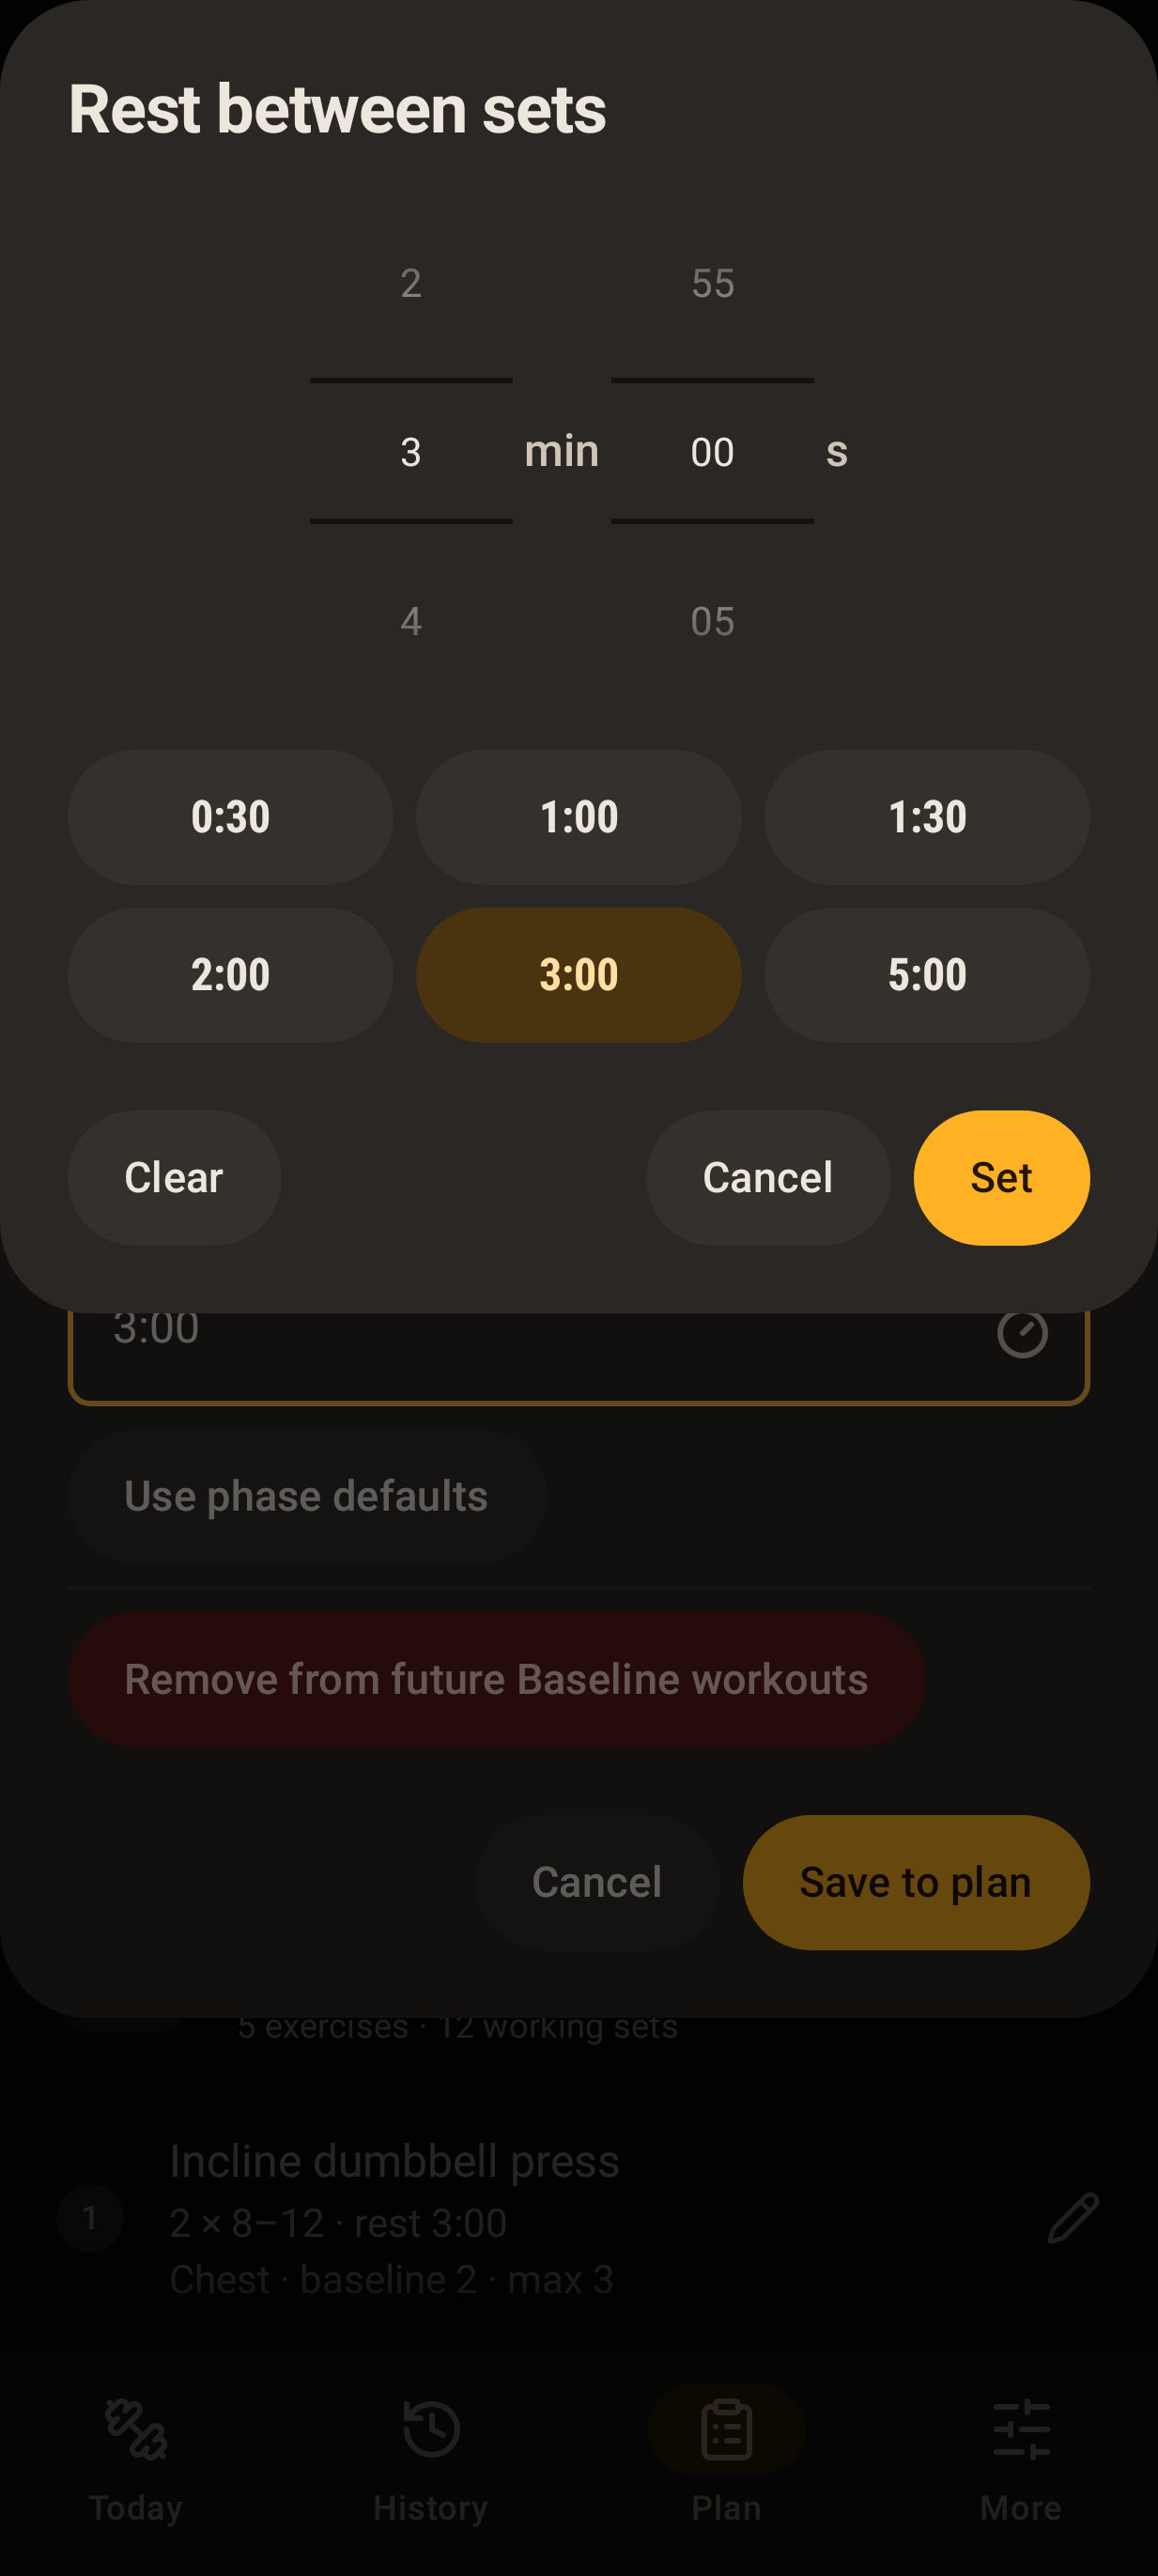 Rest between sets
2 55
3 min 00 s
4 05
0:30 1:00 1:30
2:00 3:00 5:00
Clear Cancel Set
3:00
Use phase defaults
Remove from future Baseline workouts
Cancel Save to plan
5 exercises · 12 working sets
Incline dumbbell press
1
2 × 8–12 · rest 3:00
Chest · baseline 2 · max 3
Today History Plan More